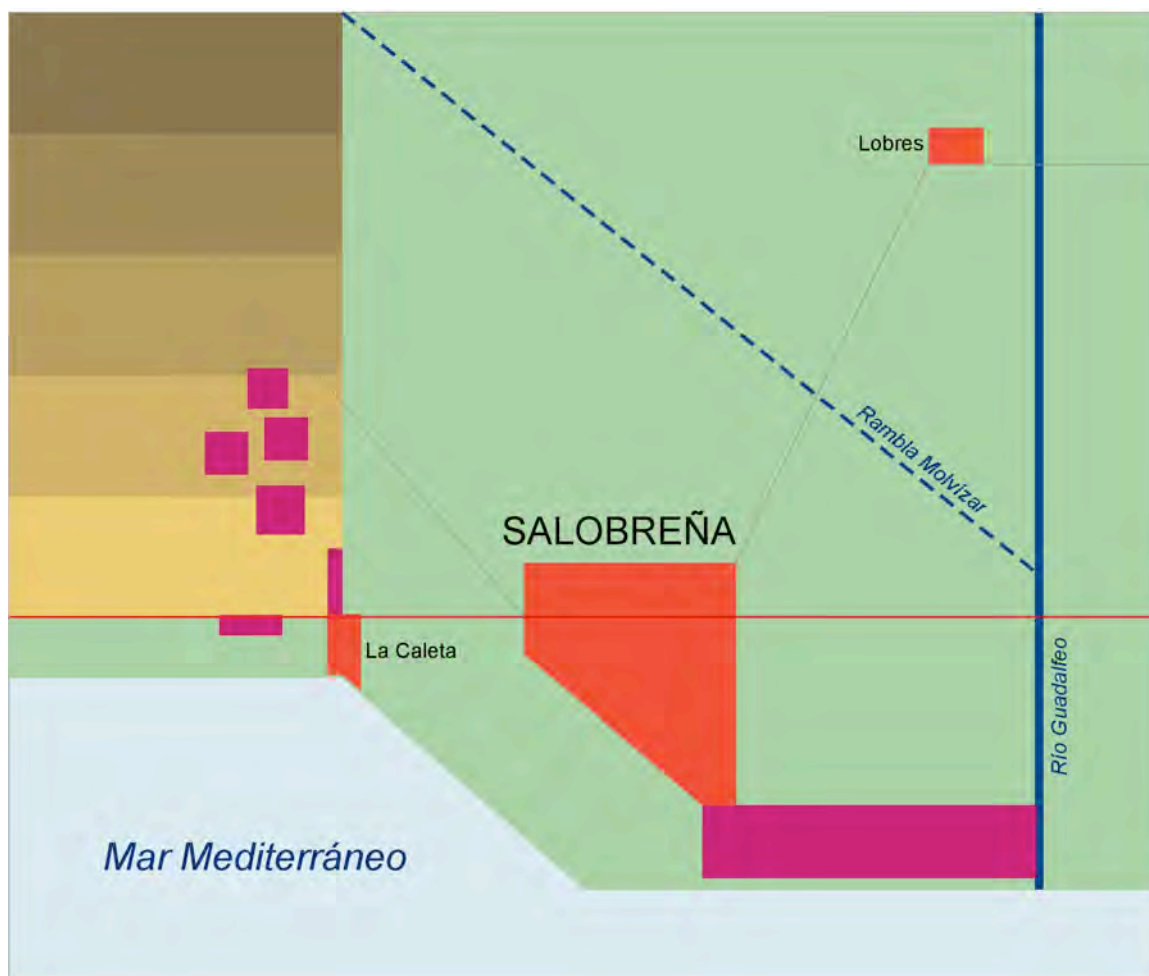 Lobres
Rambla Molvízar
SALOBREÑA
La Caleta
Río Guadalfeo
Mar Mediterráneo